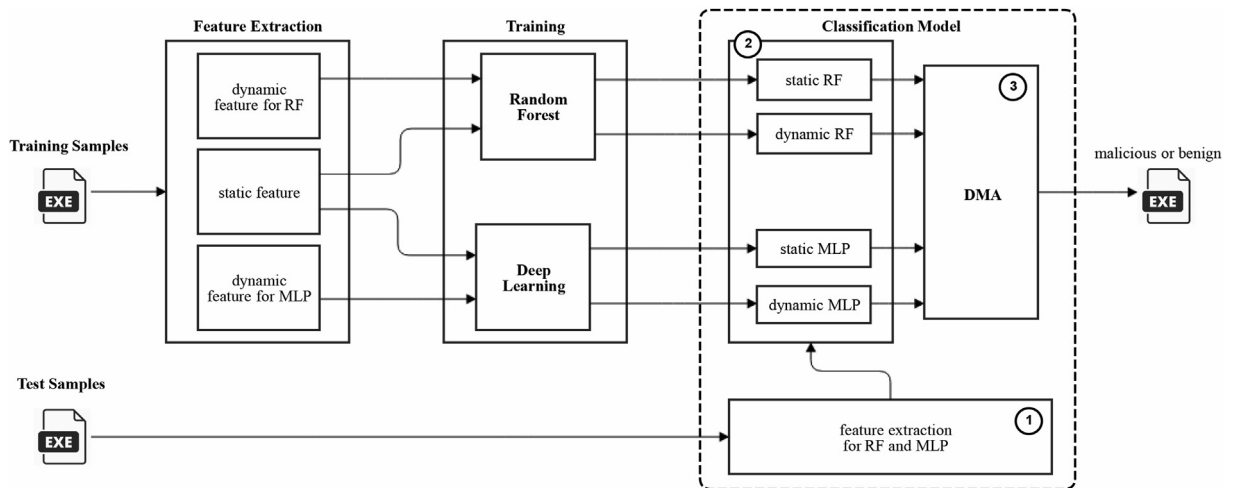 Feature Extraction
Training
Classification Model
dynamic
feature for RF
static feature
dynamic
feature for MLP
Training Samples
EXE
Random
Forest
Deep
Learning
2
static RF
dynamic RF
static MLP
dynamic MLP
3
DMA
malicious or benign
EXE
Test Samples
EXE
1
feature extraction
for RF and MLP